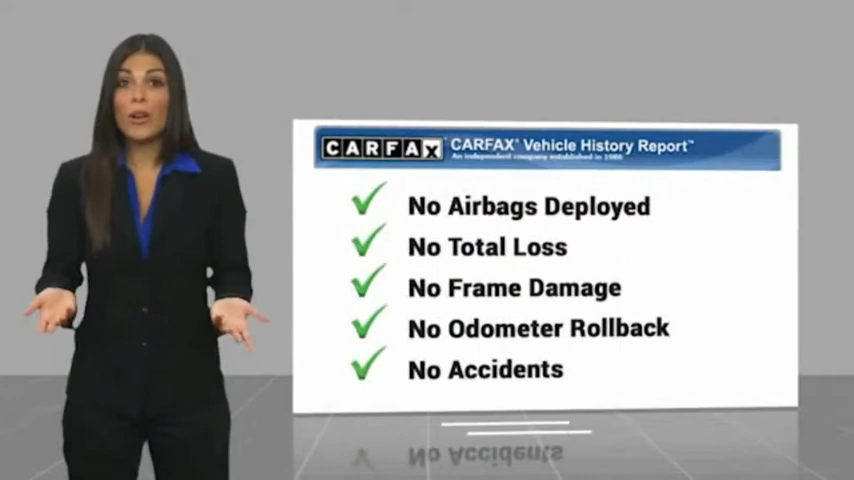 CARFAX CARFAX® Vehicle History Report™
An independent company established in 1986
No Airbags Deployed
No Total Loss
No Frame Damage
No Odometer Rollback
No Accidents
No Accidents